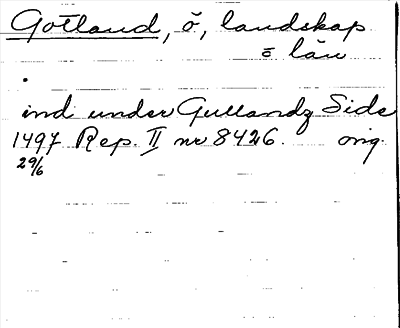 Gotland, ö, landskap
= län
.
ind under Gullandz Side
1497 Rep. II nr 8426. orig.
29/6